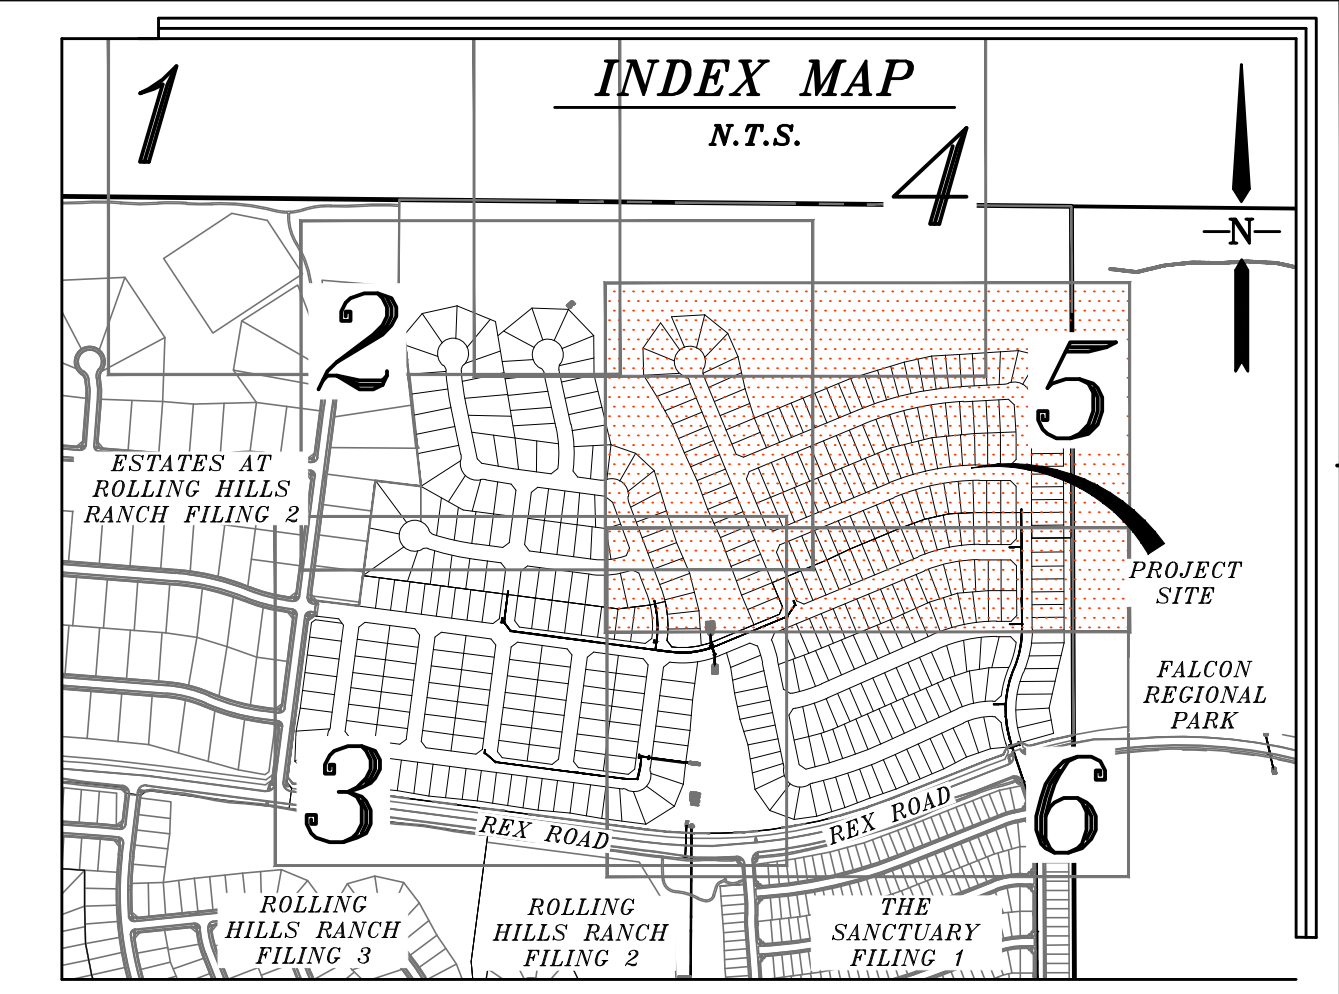 INDEX MAP
N.T.S.
1
4
N
2
5
ESTATES AT
ROLLING HILLS
RANCH FILING 2
PROJECT
SITE
FALCON
REGIONAL
PARK
3
6
REX ROAD
REX ROAD
ROLLING
HILLS RANCH
FILING 3
ROLLING
HILLS RANCH
FILING 2
THE
SANCTUARY
FILING 1